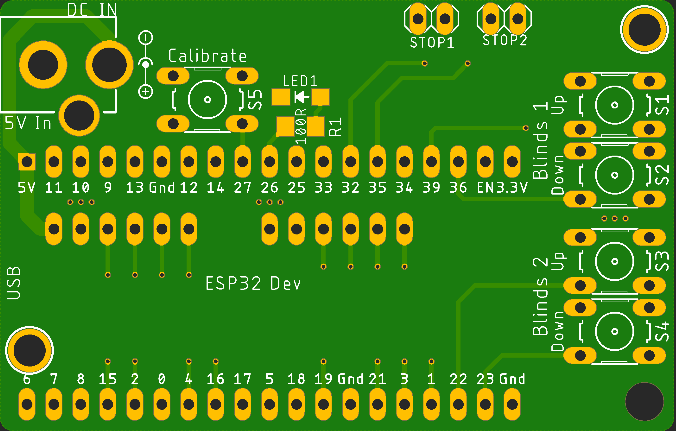 DC IN
STOP1
STOP2
Calibrate
LED1
S5
5V In
100R
R1
Blinds 1
Up
S1
Down
S2
5V 11 10 9 13 Gnd 12 14 27 26 25 33 32 35 34 39 36 EN 3.3V
Blinds 2
Up
S3
USB
ESP32 Dev
Down
S4
6 7 8 15 2 0 4 16 17 5 18 19 Gnd 21 3 1 22 23 Gnd